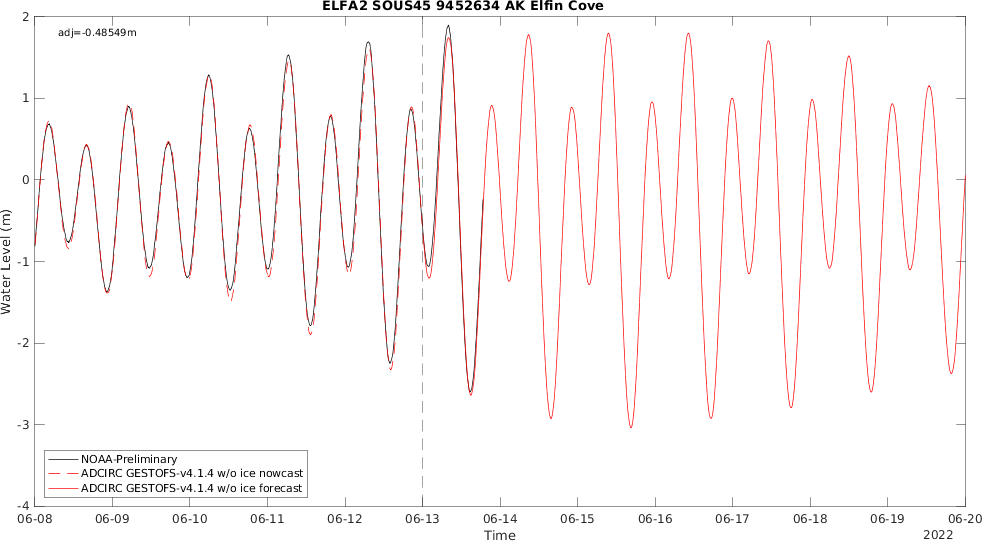 ELFA2 SOUS45 9452634 AK Elfin Cove
adj=-0.48549m
2
1
0
-1
-2
-3
-4
Water Level (m)
NOAA-Preliminary
ADCIRC GESTOFS-v4.1.4 w/o ice nowcast
ADCIRC GESTOFS-v4.1.4 w/o ice forecast
06-08 06-09 06-10 06-11 06-12 06-13 06-14 06-15 06-16 06-17 06-18 06-19 06-20
Time
2022